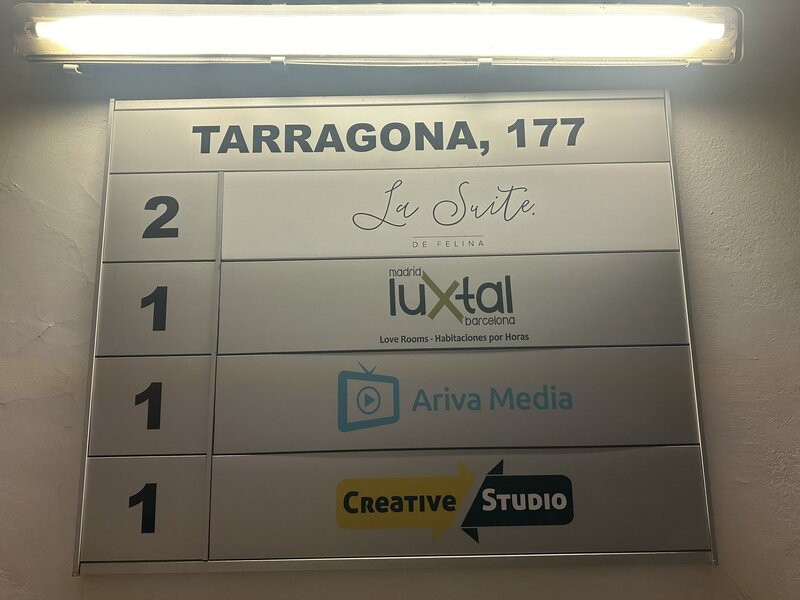 TARRAGONA, 177
2
La Suite.
DE FELINA
1
madrid
luxtal
barcelona
Love Rooms - Habitaciones por Horas
1
Ariva Media
1
CREATIVE STUDIO